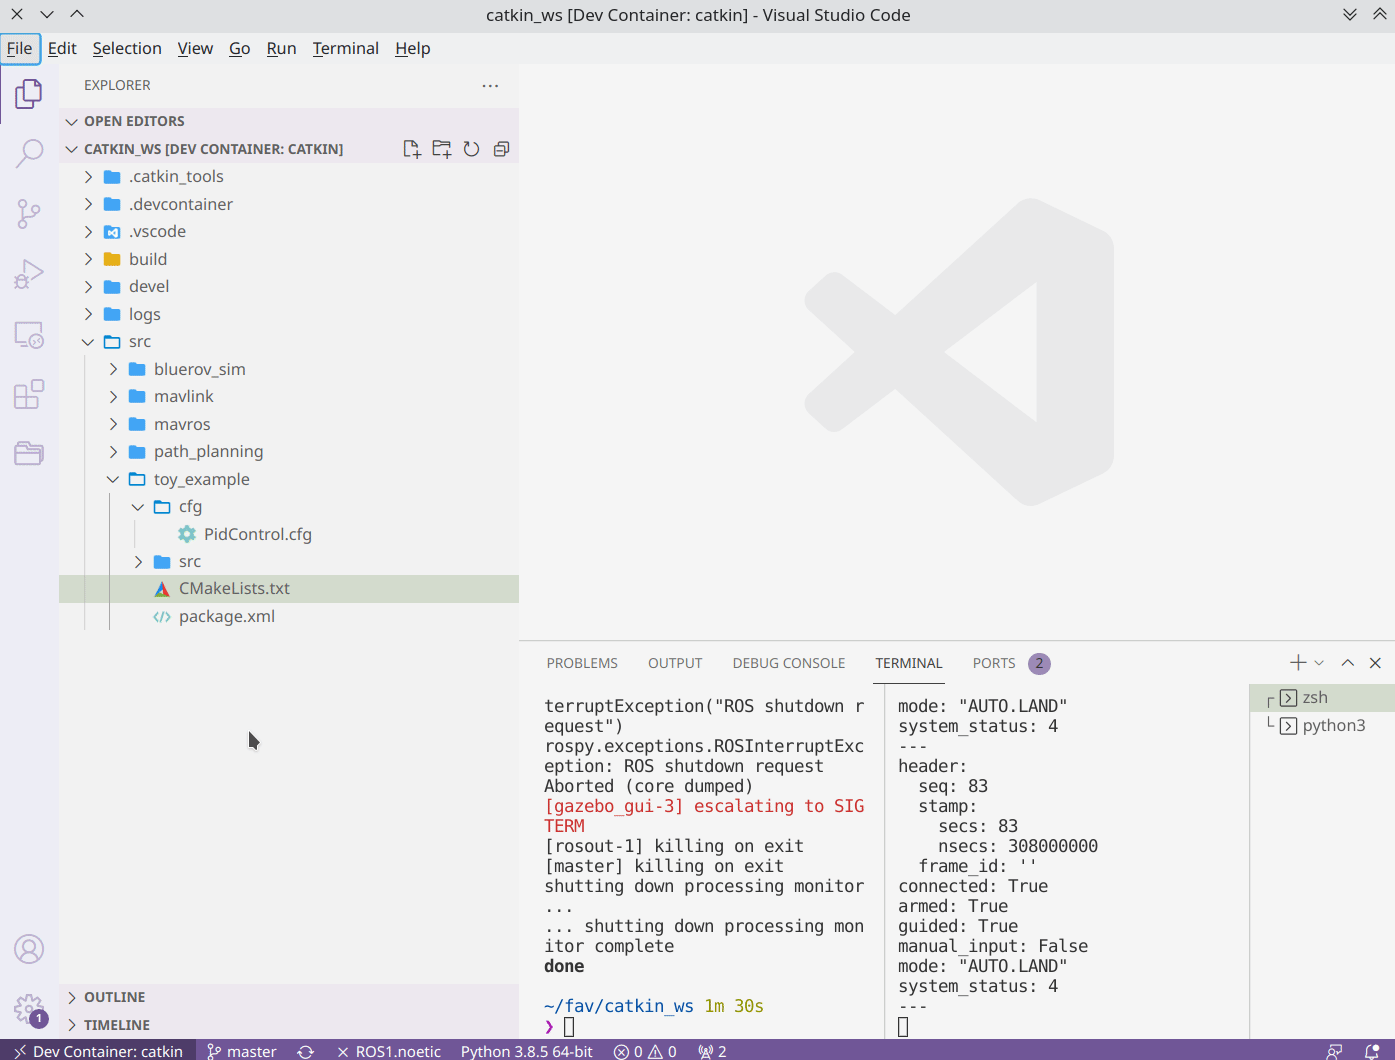 catkin_ws [Dev Container: catkin] - Visual Studio Code
File Edit Selection View Go Run Terminal Help
EXPLORER
OPEN EDITORS
CATKIN_WS [DEV CONTAINER: CATKIN]
.catkin_tools
.devcontainer
.vscode
build
devel
logs
src
bluerov_sim
mavlink
mavros
path_planning
toy_example
cfg
PidControl.cfg
src
CMakeLists.txt
package.xml
OUTLINE
TIMELINE
1
PROBLEMS OUTPUT DEBUG CONSOLE TERMINAL PORTS 2
terruptException("ROS shutdown r
equest")
rospy.exceptions.ROSInterruptExc
eption: ROS shutdown request
Aborted (core dumped)
[gazebo_gui-3] escalating to SIG
TERM
[rosout-1] killing on exit
[master] killing on exit
shutting down processing monitor
...
... shutting down processing mon
itor complete
done
~/fav/catkin_ws 1m 30s
❯
mode: "AUTO.LAND"
system_status: 4
---
header:
seq: 83
stamp:
secs: 83
nsecs: 308000000
frame_id: ''
connected: True
armed: True
guided: True
manual_input: False
mode: "AUTO.LAND"
system_status: 4
---
zsh
python3
Dev Container: catkin master ROS1.noetic Python 3.8.5 64-bit 0 0 2